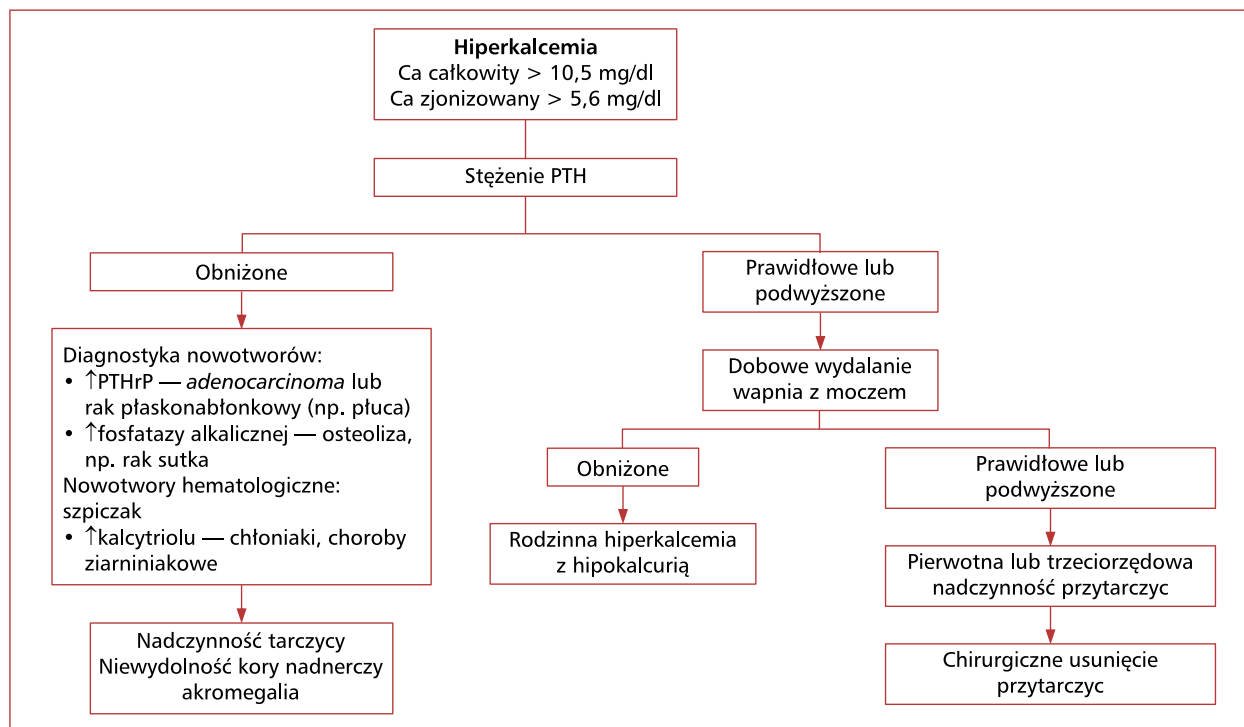 Hiperkalcemia
Ca całkowity > 10,5 mg/dl
Ca zjonizowany > 5,6 mg/dl
Stężenie PTH
Obniżone
Prawidłowe lub
podwyższone
Diagnostyka nowotworów:
• ↑PTHrP — adenocarcinoma lub
rak płaskonabłonkowy (np. płuca)
• ↑fosfatazy alkalicznej — osteoliza,
np. rak sutka
Nowotwory hematologiczne:
szpiczak
• ↑kalcytriolu — chłoniaki, choroby
ziarniniakowe
Nadczynność tarczycy
Niewydolność kory nadnerczy
akromegalia
Dobowe wydalanie
wapnia z moczem
Obniżone
Rodzinna hiperkalcemia
z hipokalcurią
Prawidłowe lub
podwyższone
Pierwotna lub trzeciorzędowa
nadczynność przytarczyc
Chirurgiczne usunięcie
przytarczyc